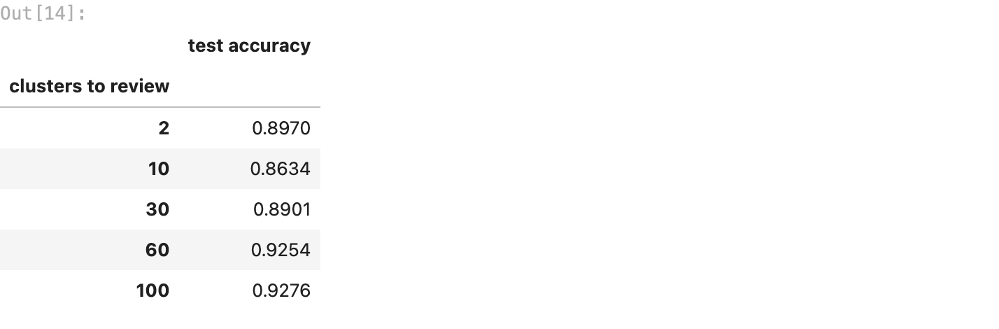 Out[14]:
test accuracy
clusters to review
2 0.8970
10 0.8634
30 0.8901
60 0.9254
100 0.9276